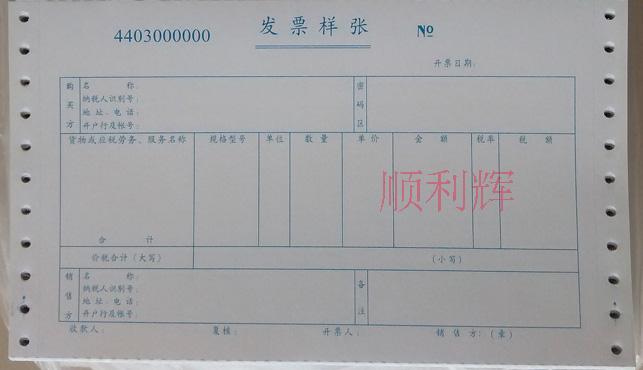 4403000000 发票样张 №
开票日期:
购买方 名 称: 密码区
纳税人识别号:
地 址、电 话:
开户行及帐号:
货物或应税劳务、服务名称 规格型号 单位 数量 单价 金额 税率 税额
顺利辉
合 计
价税合计（大写） （小写）
销售方 名 称: 备注
纳税人识别号:
地 址、电 话:
开户行及帐号:
收款人: 复核: 开票人: 销售方:（章）